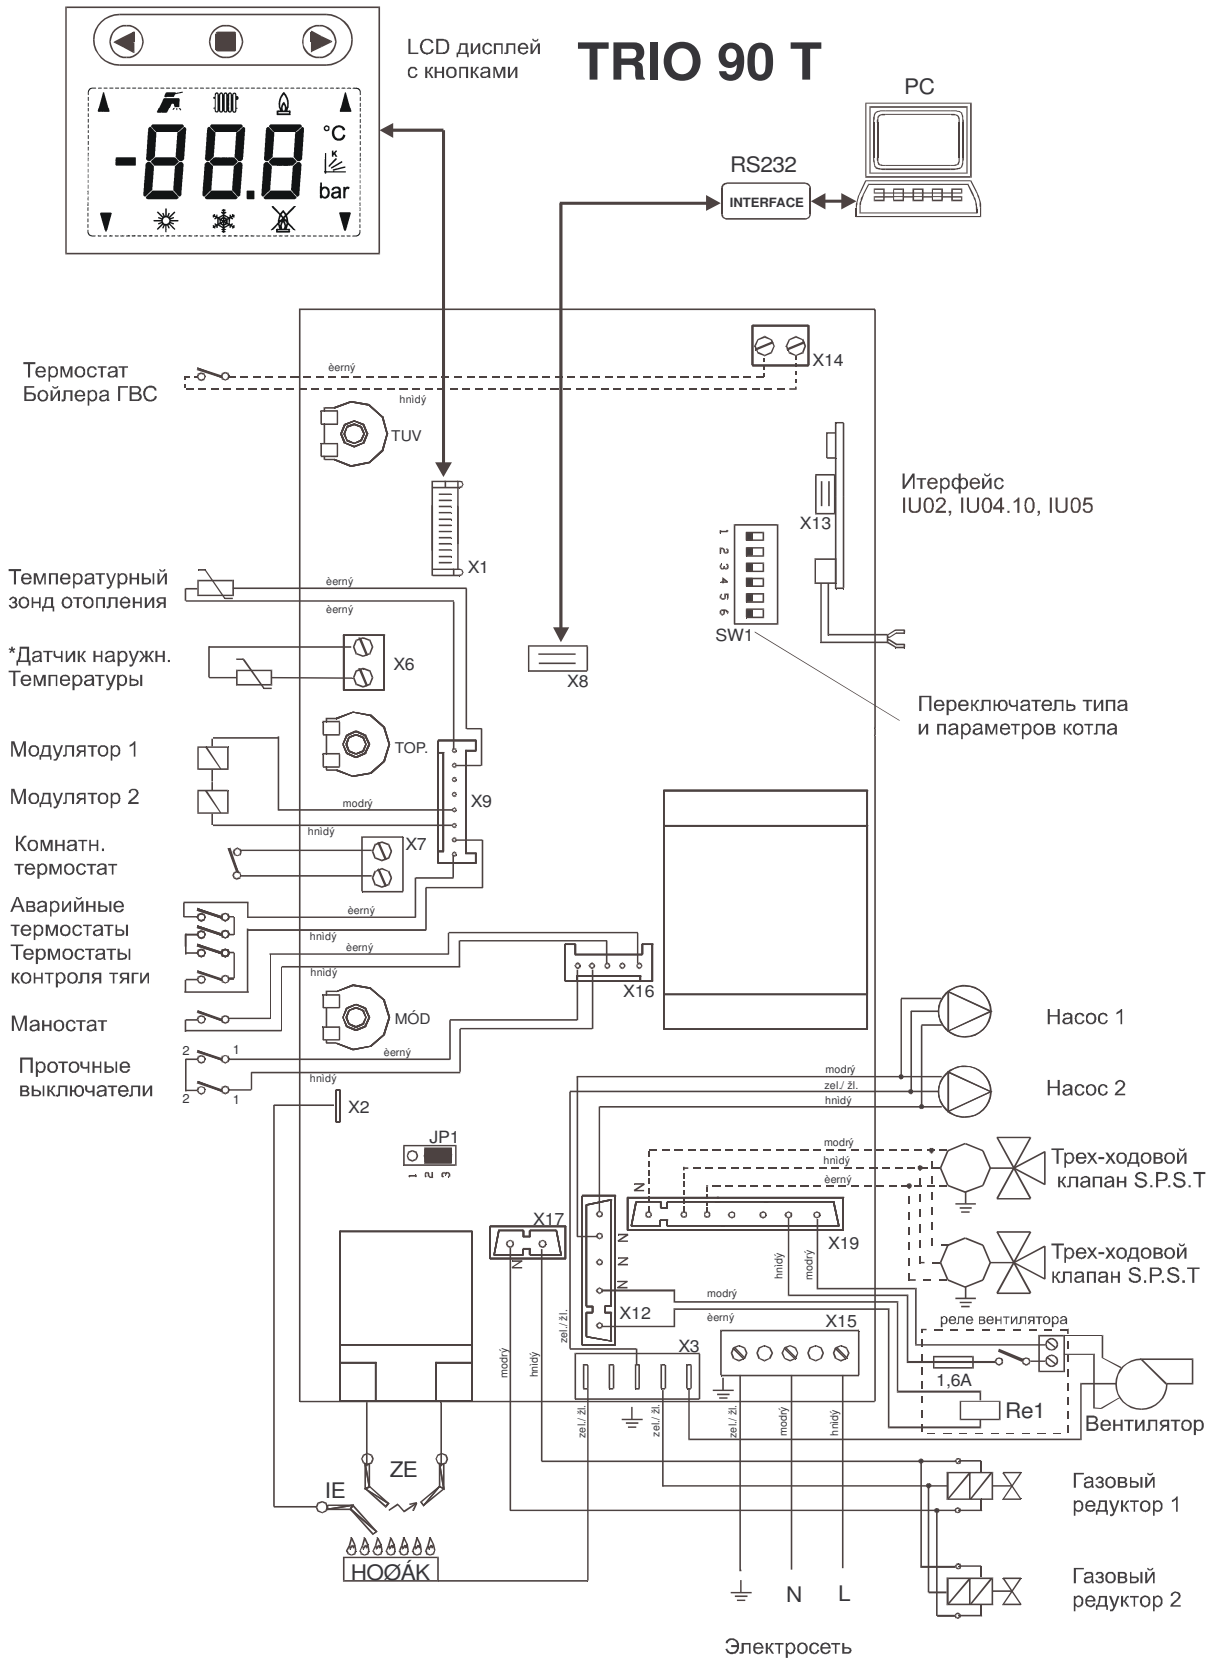 LCD дисплей
с кнопками
TRIO 90 T
PC
-88.8
°C
K
bar
RS232
INTERFACE
Термостат
Бойлера ГВС
èerný
hnìdý
X14
TUV
X1
Итерфейс
IU02, IU04.10, IU05
X13
1
2
3
4
5
6
SW1
Температурный
зонд отопления
èerný
èerný
*Датчик наружн.
Температуры
X6
X8
Переключатель типа
и параметров котла
Модулятор 1
TOP.
Модулятор 2
modrý
X9
hnìdý
Комнатн.
термостат
X7
Аварийные
термостаты
èerný
Термостаты
контроля тяги
hnìdý
èerný
hnìdý
X16
Маностат
MÓD
Насос 1
Проточные
выключатели
2
1
2
1
èerný
hnìdý
modrý
zel./ žl.
hnìdý
Насос 2
X2
JP1
1
2
3
modrý
hnìdý
èerný
Трех-ходовой
клапан S.P.S.T
N
X17
N
X19
N
N
N
hnìdý
modrý
Трех-ходовой
клапан S.P.S.T
modrý
èerný
X12
X15
реле вентилятора
zel./ žl.
modrý
hnìdý
X3
1,6A
Re1
Вентилятор
zel./ žl.
zel./ žl.
zel./ žl.
modrý
hnìdý
IE
ZE
HOØÁK
Газовый
редуктор 1
N
L
Газовый
редуктор 2
Электросеть